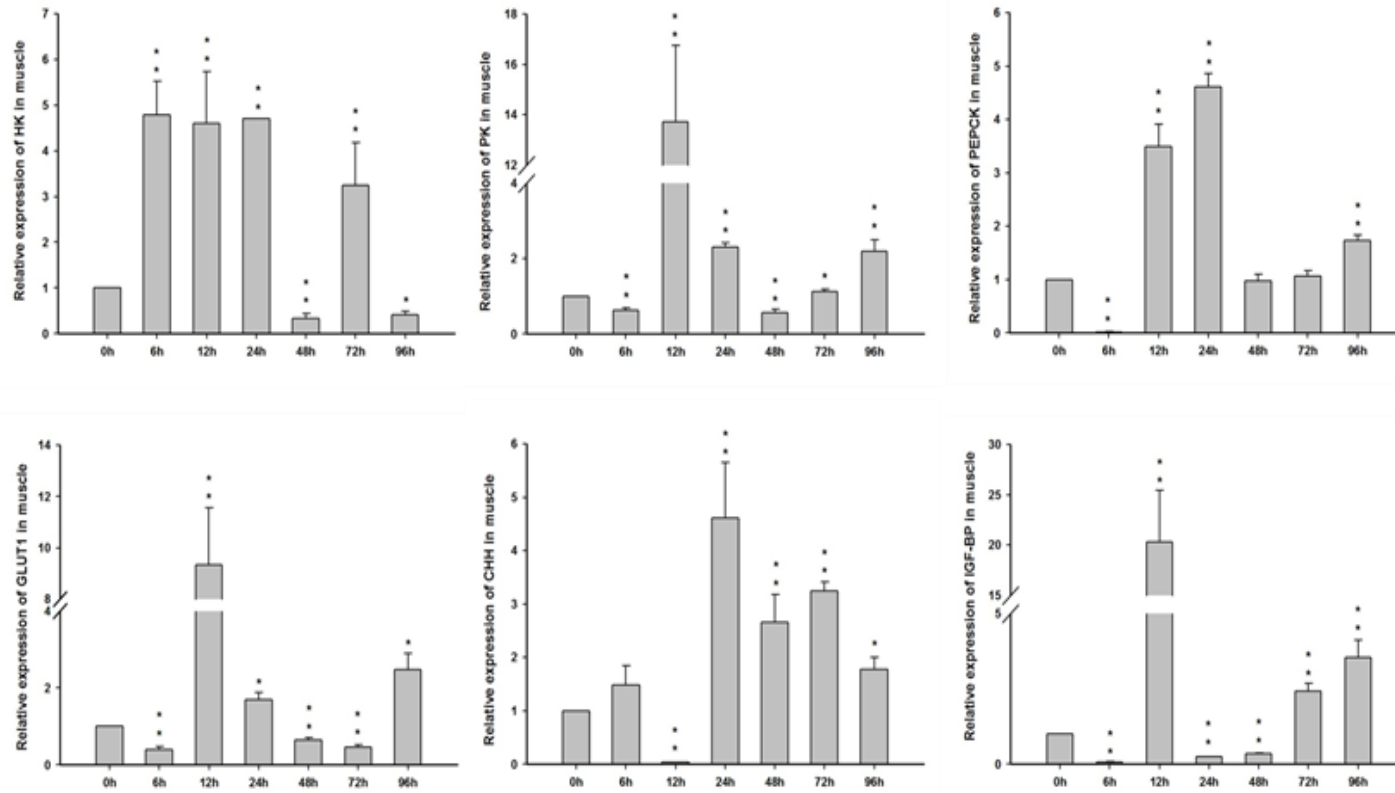 Relative expression of HK in muscle
7
6
5
4
3
2
1
0
* * * * * * * * * * *
0h 6h 12h 24h 48h 72h 96h
Relative expression of PK in muscle
18
16
14
12
4
2
0
* * * * * * * * * * *
0h 6h 12h 24h 48h 72h 96h
Relative expression of PEPCK in muscle
6
5
4
3
2
1
0
* * * * * * * *
0h 6h 12h 24h 48h 72h 96h
Relative expression of GLUT1 in muscle
14
12
10
8
4
2
0
* * * * * * * * * *
0h 6h 12h 24h 48h 72h 96h
Relative expression of CHH in muscle
6
5
4
3
2
1
0
* * * * * * * * *
0h 6h 12h 24h 48h 72h 96h
Relative expression of IGF-BP in muscle
30
25
20
15
5
0
* * * * * * * * * * * *
0h 6h 12h 24h 48h 72h 96h